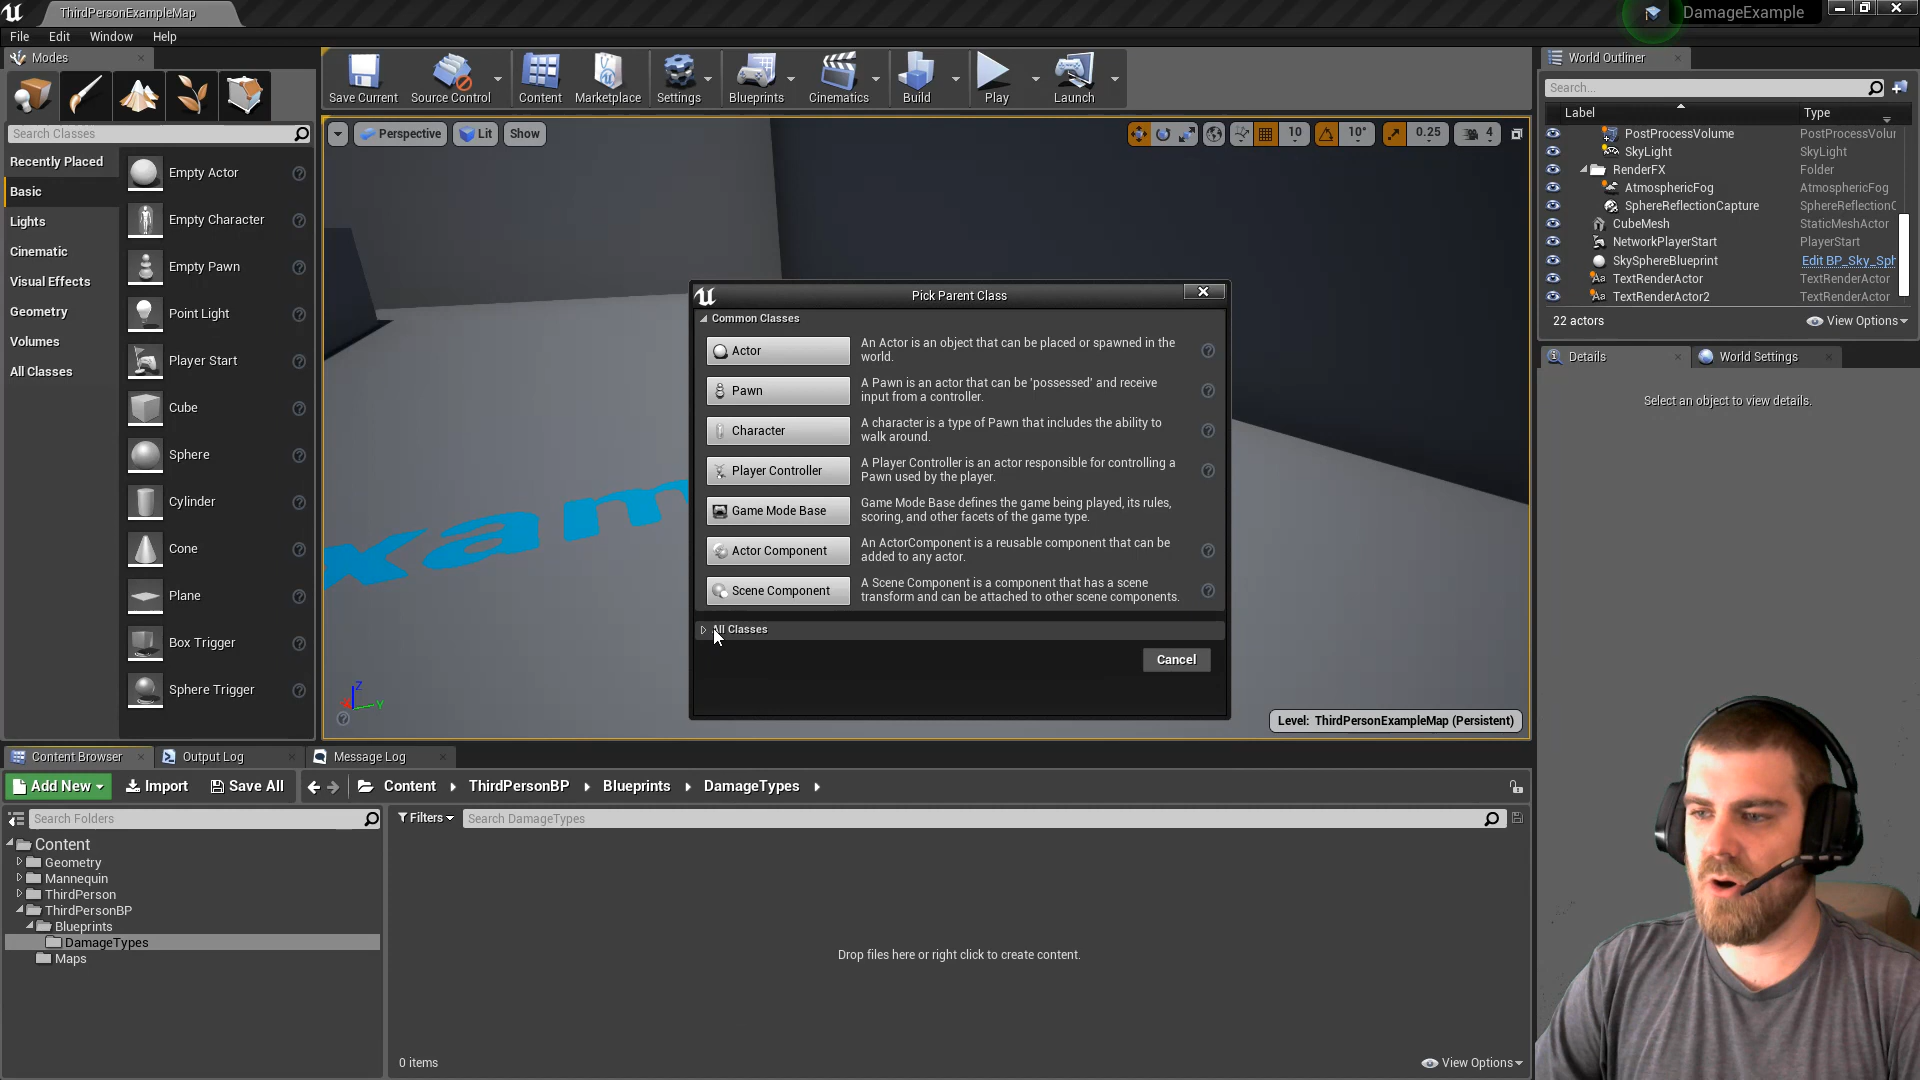 ThirdPersonExampleMap
DamageExample
File Edit Window Help
Modes
Search Classes
Recently Placed
Basic
Lights
Cinematic
Visual Effects
Geometry
Volumes
All Classes
Empty Actor
Empty Character
Empty Pawn
Point Light
Player Start
Cube
Sphere
Cylinder
Cone
Plane
Box Trigger
Sphere Trigger
Save Current
Source Control
Content
Marketplace
Settings
Blueprints
Cinematics
Build
Play
Launch
Perspective
Lit
Show
10
10°
0.25
4
xam
Z
Y
Pick Parent Class
Common Classes
Actor
An Actor is an object that can be placed or spawned in the
world.
Pawn
A Pawn is an actor that can be 'possessed' and receive
input from a controller.
Character
A character is a type of Pawn that includes the ability to
walk around.
Player Controller
A Player Controller is an actor responsible for controlling a
Pawn used by the player.
Game Mode Base
Game Mode Base defines the game being played, its rules,
scoring, and other facets of the game type.
Actor Component
An ActorComponent is a reusable component that can be
added to any actor.
Scene Component
A Scene Component is a component that has a scene
transform and can be attached to other scene components.
All Classes
Cancel
Level: ThirdPersonExampleMap (Persistent)
World Outliner
Search...
Label Type
PostProcessVolume PostProcessVolur
SkyLight SkyLight
RenderFX Folder
AtmosphericFog AtmosphericFog
SphereReflectionCapture SphereReflectionC
CubeMesh StaticMeshActor
NetworkPlayerStart PlayerStart
SkySphereBlueprint Edit BP_Sky_Sph
TextRenderActor TextRenderActor
TextRenderActor2 TextRenderActor
22 actors
View Options
Details
World Settings
Select an object to view details.
Content Browser
Output Log
Message Log
Add New
Import
Save All
Content
ThirdPersonBP
Blueprints
DamageTypes
Search Folders
Filters
Search DamageTypes
Content
Geometry
Mannequin
ThirdPerson
ThirdPersonBP
Blueprints
DamageTypes
Maps
Drop files here or right click to create content.
0 items
View Options